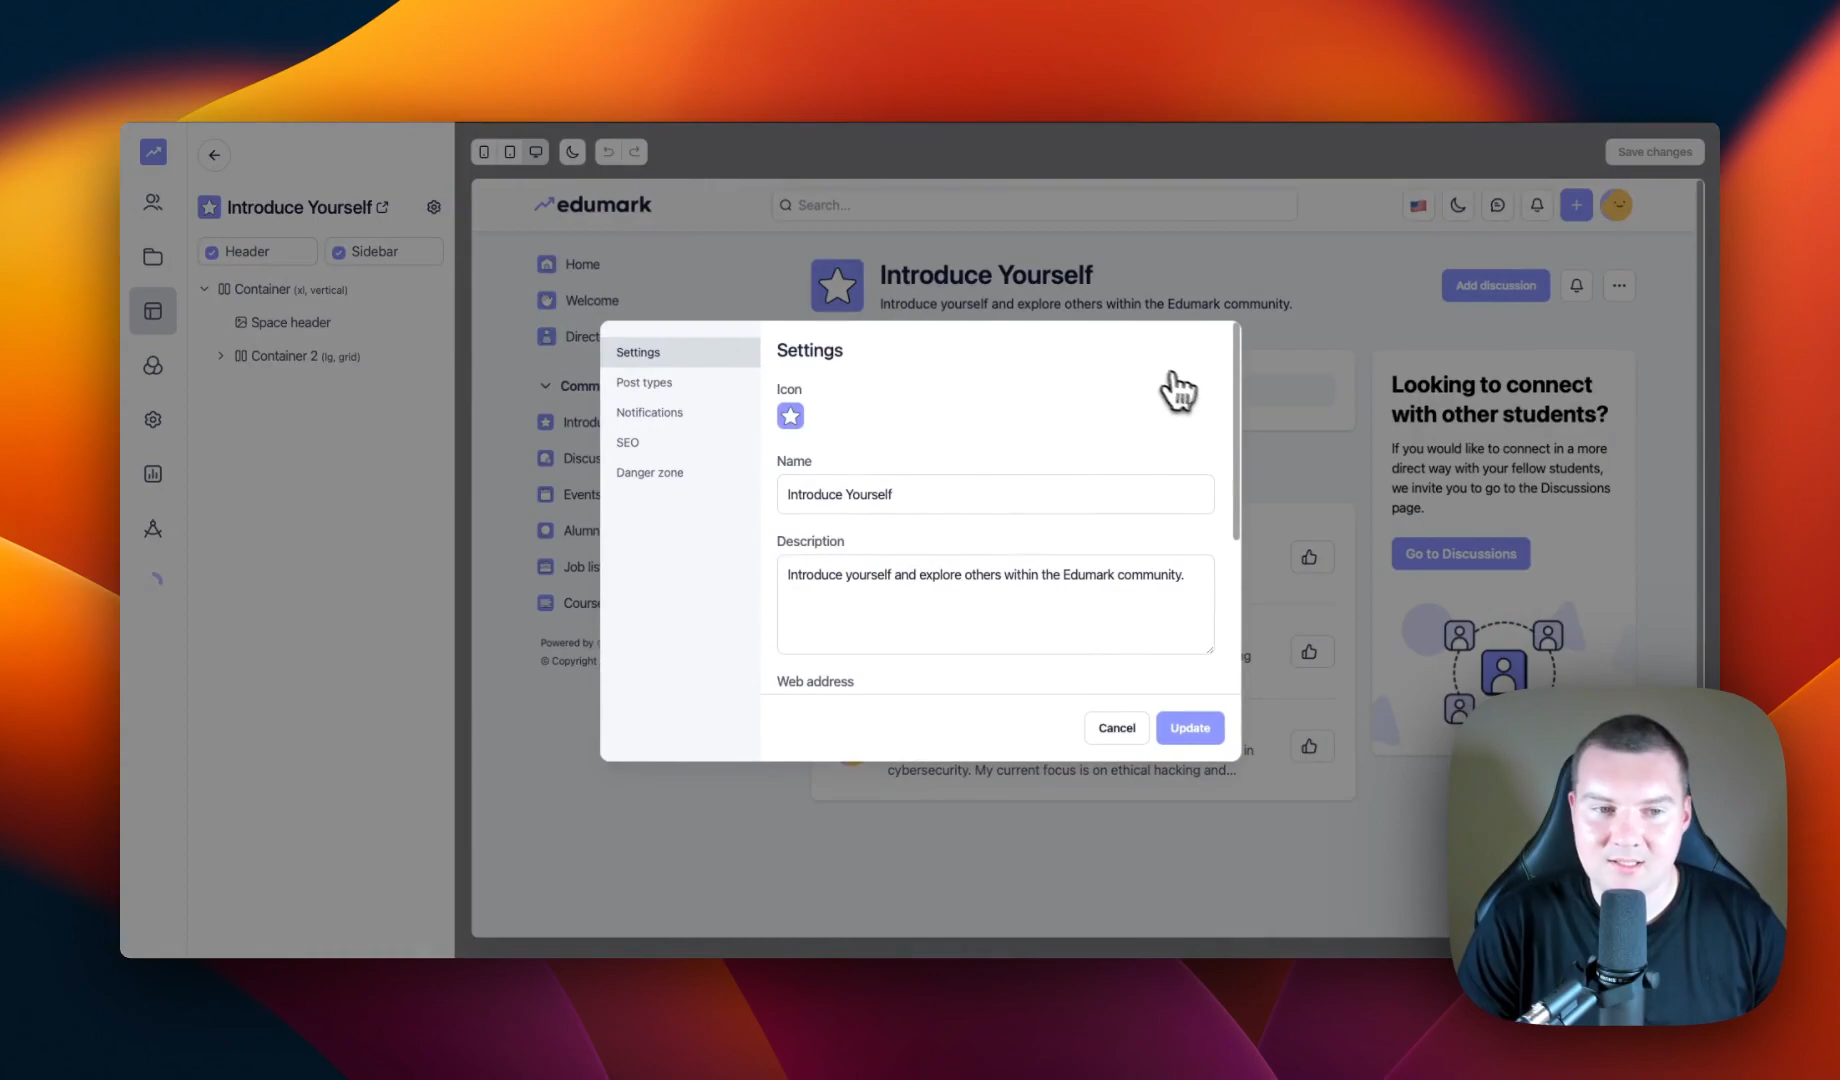 Introduce Yourself
Header
Sidebar
Container (xl, vertical)
Space header
Container 2 (lg, grid)
Save changes
edumark
Search...
Home
Welcome
Direct
Comm
Introdu
Discus
Events
Alumn
Job lis
Course
Powered by
© Copyright
Introduce Yourself
Introduce yourself and explore others within the Edumark community.
Add discussion
Settings
Post types
Notifications
SEO
Danger zone
Settings
Icon
Name
Introduce Yourself
Description
Introduce yourself and explore others within the Edumark community.
Web address
Cancel
Update
in
cybersecurity. My current focus is on ethical hacking and...
Looking to connect
with other students?
If you would like to connect in a more
direct way with your fellow students,
we invite you to go to the Discussions
page.
Go to Discussions